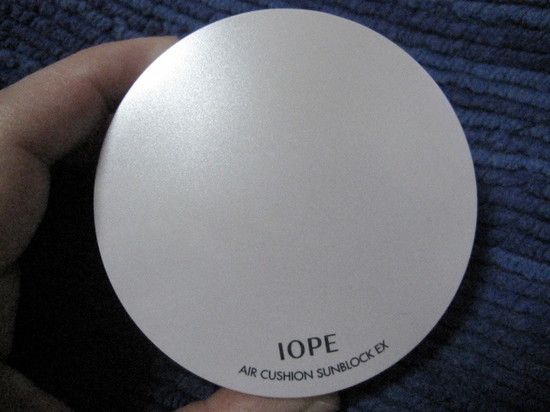 IOPE
AIR CUSHION SUNBLOCK EX